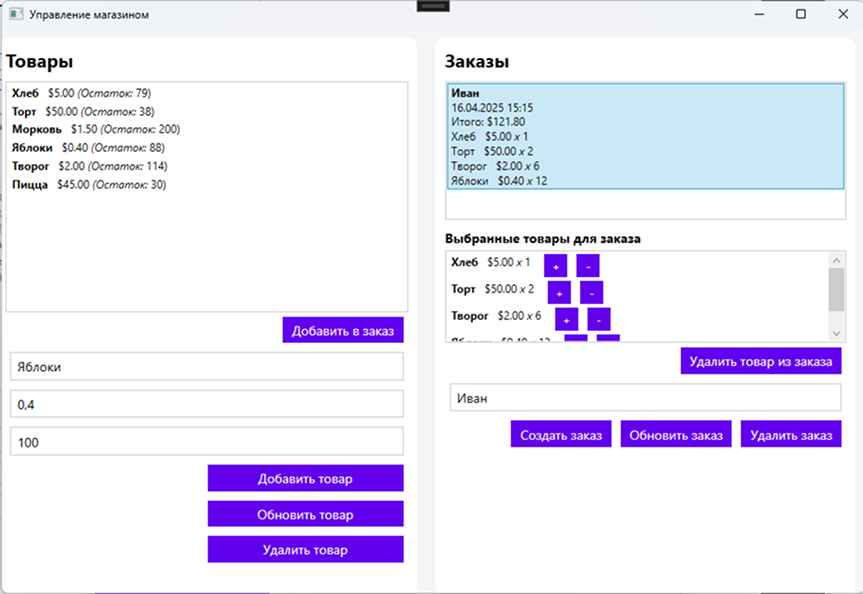 Управление магазином
Товары
Хлеб $5.00 (Остаток: 79)
Торт $50.00 (Остаток: 38)
Морковь $1.50 (Остаток: 200)
Яблоки $0.40 (Остаток: 88)
Творог $2.00 (Остаток: 114)
Пицца $45.00 (Остаток: 30)
Добавить в заказ
Яблоки
0,4
100
Добавить товар
Обновить товар
Удалить товар
Заказы
Иван
16.04.2025 15:15
Итого: $121.80
Хлеб $5.00 x 1
Торт $50.00 x 2
Творог $2.00 x 6
Яблоки $0.40 x 12
Выбранные товары для заказа
Хлеб $5.00 x 1 + -
Торт $50.00 x 2 + -
Творог $2.00 x 6 + -
Яблоки $0.40 x 12
Удалить товар из заказа
Иван
Создать заказ Обновить заказ Удалить заказ